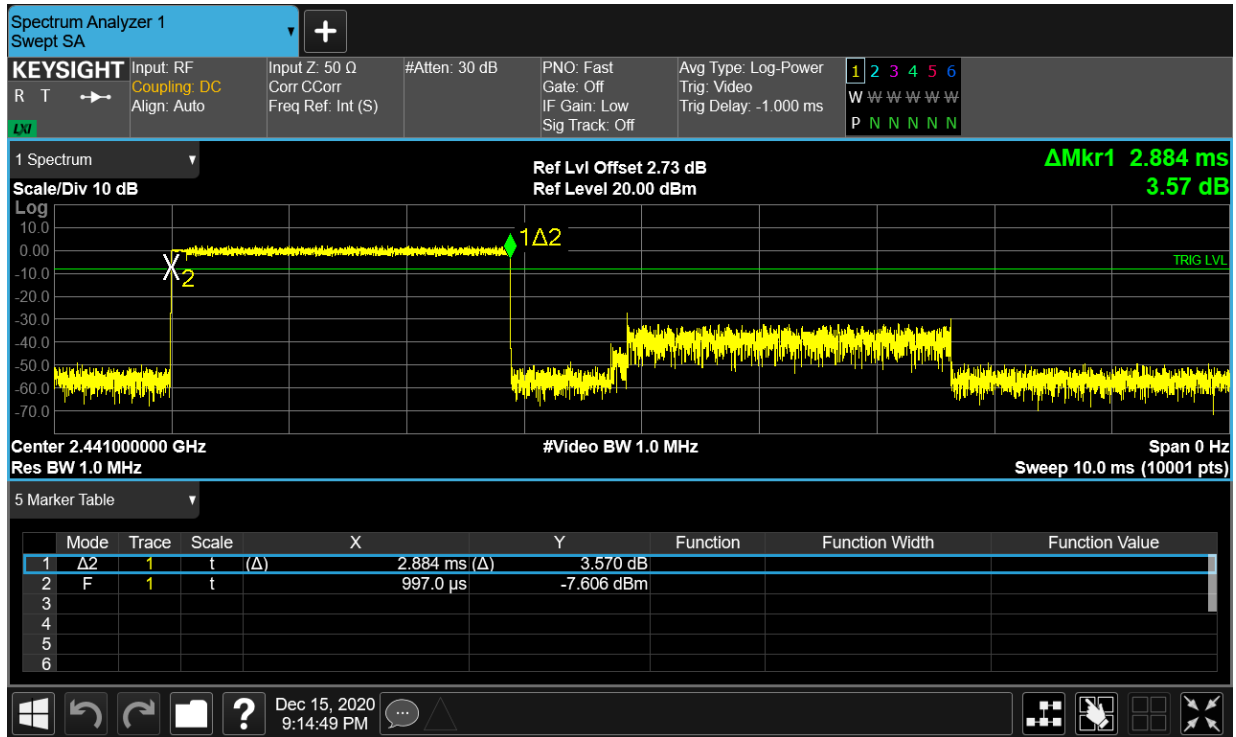 Spectrum Analyzer 1
Swept SA
KEYSIGHT
R T
LXI
Input: RF
Coupling: DC
Align: Auto
Input Z: 50 Ω
Corr CCorr
Freq Ref: Int (S)
#Atten: 30 dB
PNO: Fast
Gate: Off
IF Gain: Low
Sig Track: Off
Avg Type: Log-Power
Trig: Video
Trig Delay: -1.000 ms
1 2 3 4 5 6
W W W W W W
P N N N N N
1 Spectrum
Scale/Div 10 dB
Ref Lvl Offset 2.73 dB
Ref Level 20.00 dBm
ΔMkr1 2.884 ms
3.57 dB
Log
10.0
0.00
-10.0
-20.0
-30.0
-40.0
-50.0
-60.0
-70.0
1Δ2
X2
TRIG LVL
Center 2.441000000 GHz
#Video BW 1.0 MHz
Span 0 Hz
Res BW 1.0 MHz
Sweep 10.0 ms (10001 pts)
5 Marker Table
Mode Trace Scale X Y Function Function Width Function Value
1 Δ2 1 t (Δ) 2.884 ms (Δ) 3.570 dB
2 F 1 t 997.0 µs -7.606 dBm
3
4
5
6
?
Dec 15, 2020
9:14:49 PM